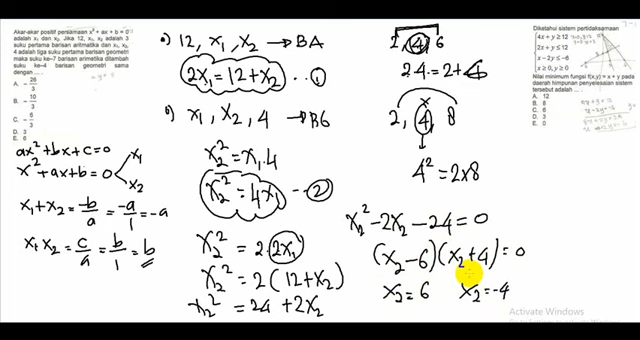 Akar-akar positif persamaan x² + ax + b = 0
adalah x₁ dan x₂. Jika 12, x₁, x₂ adalah 3
suku pertama barisan aritmatika dan x₁, x₂,
4 adalah tiga suku pertama barisan geometri
maka suku ke-7 barisan arimatika ditambah
suku ke-4 barisan geometri sama
dengan ....
A. - 26/3
B. - 10/3
C. - 6/3
D. 3
E. 6
ax²+bx+c=0
x²+ax+b=0
x₁
x₂
x₁+x₂ = -b/a = -a/1 = -a
x₁ x₂ = c/a = b/1 = b
•) 12, x₁, x₂ → BA
2x₁ = 12+x₂ ... ①
•) x₁, x₂, 4 → BG
x₂² = x₁.4
x₂² = 4x₁ — ②
x₂² = 2.2x₁
x₂² = 2(12+x₂)
x₂² = 24 + 2x₂
2, 4, 6
2.4 = 2+6
x
2, 4, 8
4² = 2x8
x₂² - 2x₂ - 24 = 0
(x₂-6)(x₂+4) = 0
x₂ = 6 x₂ = -4
Diketahui sistem pertidaksamaan
4x + y ≥ 12
2x + y ≤ 12
x - 2y ≤ -6
x ≥ 0, y ≥ 0
Nilai minimum fungsi f(x,y) = x + y pada
daerah himpunan penyelesaian sistem
tersebut adalah ....
A. 12
B. 8
C. 6
D. 3
E. 0
Activate Windows